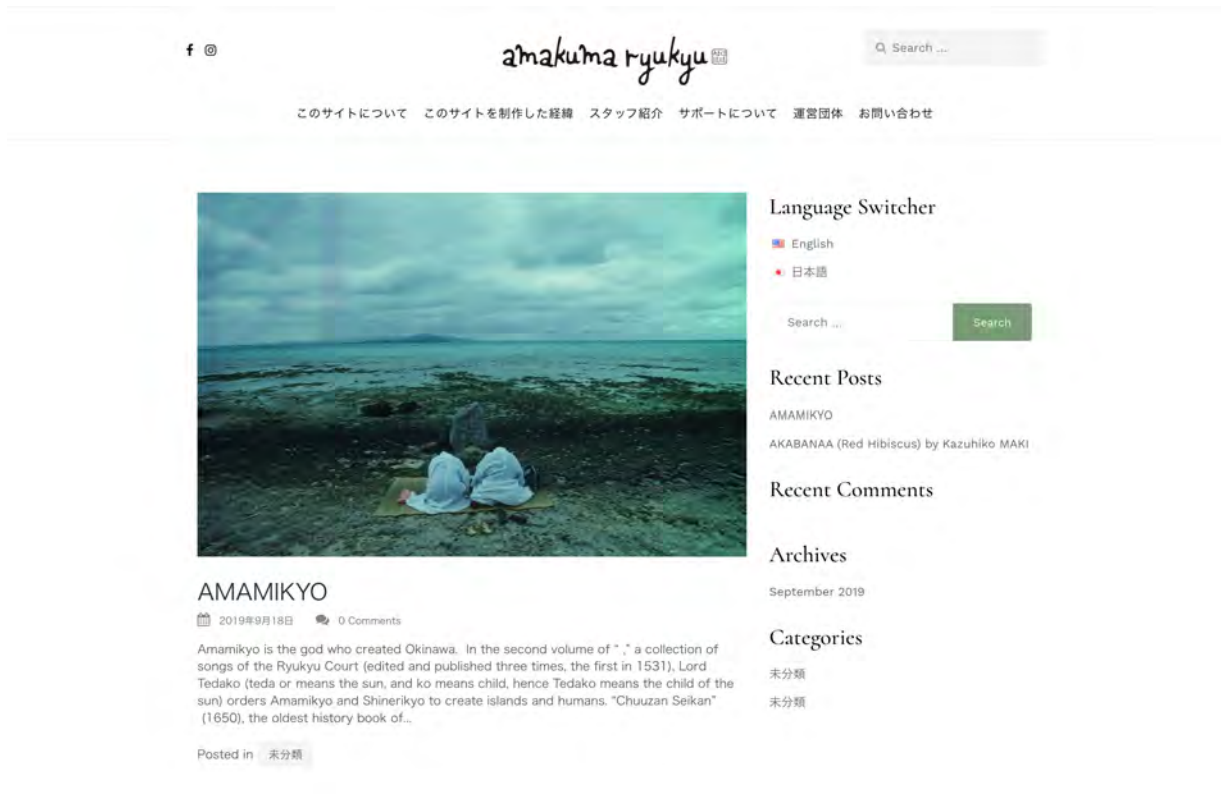 amakuma ryukyu
Search ...
このサイトについて このサイトを制作した経緯 スタッフ紹介 サポートについて 運営団体 お問い合わせ
AMAMIKYO
2019年9月18日 0 Comments
Amamikyo is the god who created Okinawa. In the second volume of “ ,” a collection of
songs of the Ryukyu Court (edited and published three times, the first in 1531), Lord
Tedako (teda or means the sun, and ko means child, hence Tedako means the child of the
sun) orders Amamikyo and Shinerikyo to create islands and humans. “Chuuzan Seikan”
(1650), the oldest history book of...
Posted in 未分類
Language Switcher
English
日本語
Search ... Search
Recent Posts
AMAMIKYO
AKABANAA (Red Hibiscus) by Kazuhiko MAKI
Recent Comments
Archives
September 2019
Categories
未分類
未分類